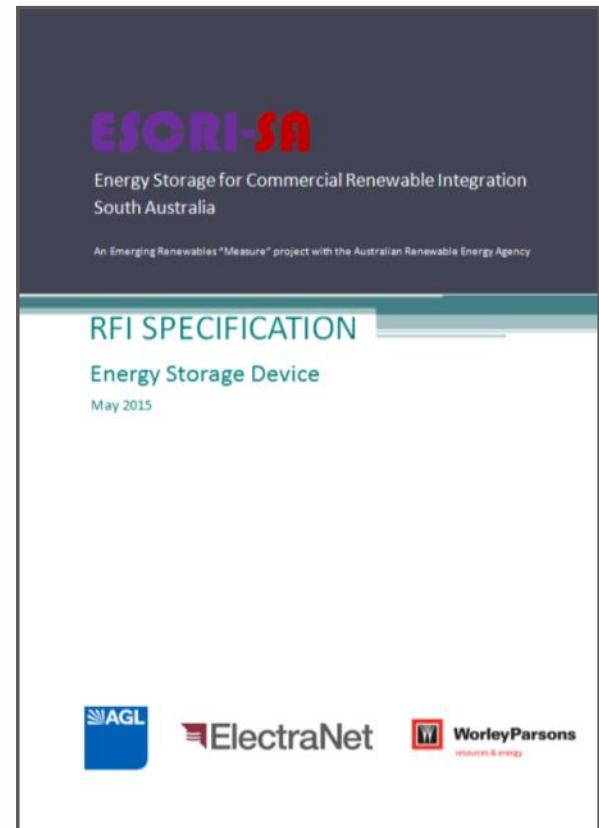 ESCRI-SA
Energy Storage for Commercial Renewable Integration
South Australia
An Emerging Renewables "Measure" project with the Australian Renewable Energy Agency
RFI SPECIFICATION
Energy Storage Device
May 2015
AGL
ElectraNet
WorleyParsons
resources & energy